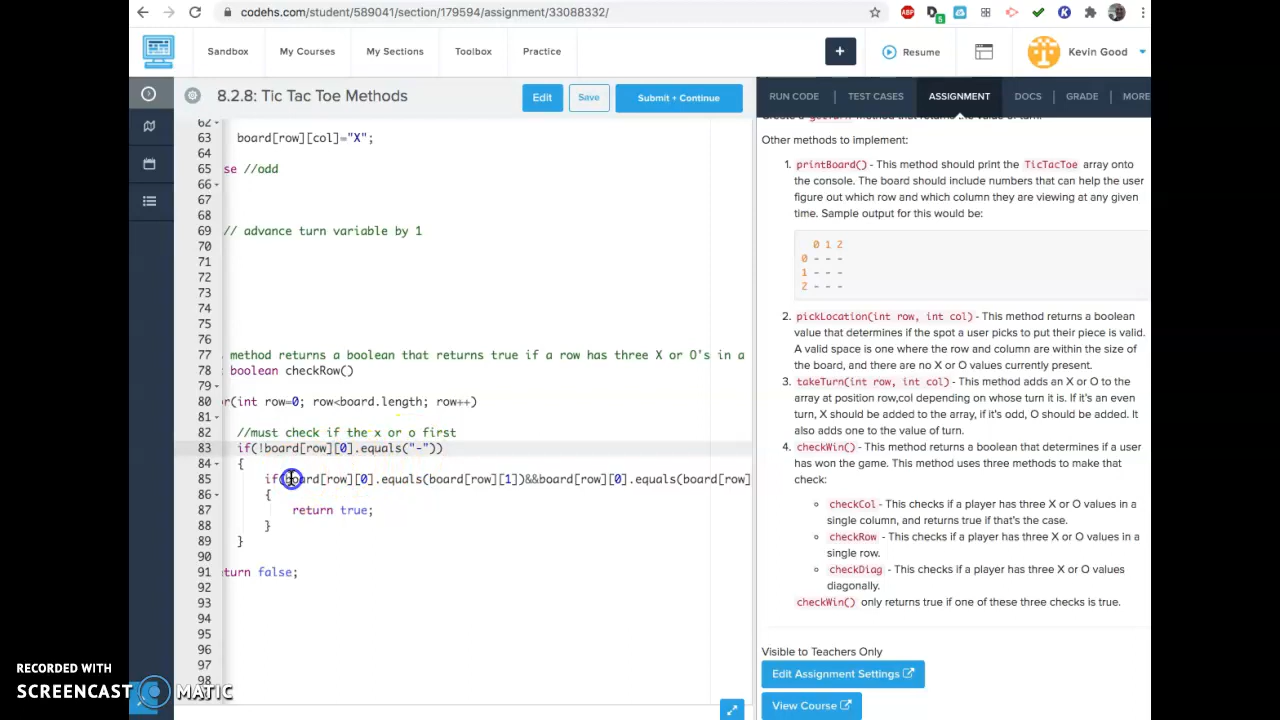 codehs.com/student/589041/section/179594/assignment/33088332/
Sandbox
My Courses
My Sections
Toolbox
Practice
+
Resume
Kevin Good
8.2.8: Tic Tac Toe Methods
Edit
Save
Submit + Continue
RUN CODE
TEST CASES
ASSIGNMENT
DOCS
GRADE
MORE
62
63 board[row][col]="X";
64
65 se //odd
66
67
68
69 // advance turn variable by 1
70
71
72
73
74
75
76
77 method returns a boolean that returns true if a row has three X or O's in a
78 boolean checkRow()
79
80 r(int row=0; row<board.length; row++)
81
82 //must check if the x or o first
83 if(!board[row][0].equals("-"))
84 {
85 if(board[row][0].equals(board[row][1])&&board[row][0].equals(board[row]
86 {
87 return true;
88 }
89 }
90
91 turn false;
92
93
94
95
96
97
98
Create a getTurn method that returns the value of turn.
Other methods to implement:
1. printBoard() - This method should print the TicTacToe array onto
the console. The board should include numbers that can help the user
figure out which row and which column they are viewing at any given
time. Sample output for this would be:
0 1 2
0 - - -
1 - - -
2 - - -
2. pickLocation(int row, int col) - This method returns a boolean
value that determines if the spot a user picks to put their piece is valid.
A valid space is one where the row and column are within the size of
the board, and there are no X or O values currently present.
3. takeTurn(int row, int col) - This method adds an X or O to the
array at position row,col depending on whose turn it is. If it's an
even turn, X should be added to the array, if it's odd, O should be added. It
also adds one to the value of turn.
4. checkWin() - This method returns a boolean that determines if a user
has won the game. This method uses three methods to make that
check:
checkCol - This checks if a player has three X or O values in a
single column, and returns true if that's the case.
checkRow - This checks if a player has three X or O values in a
single row.
checkDiag - This checks if a player has three X or O values
diagonally.
checkWin() only returns true if one of these three checks is true.
Visible to Teachers Only
Edit Assignment Settings
View Course
RECORDED WITH
SCREENCAST MATIC